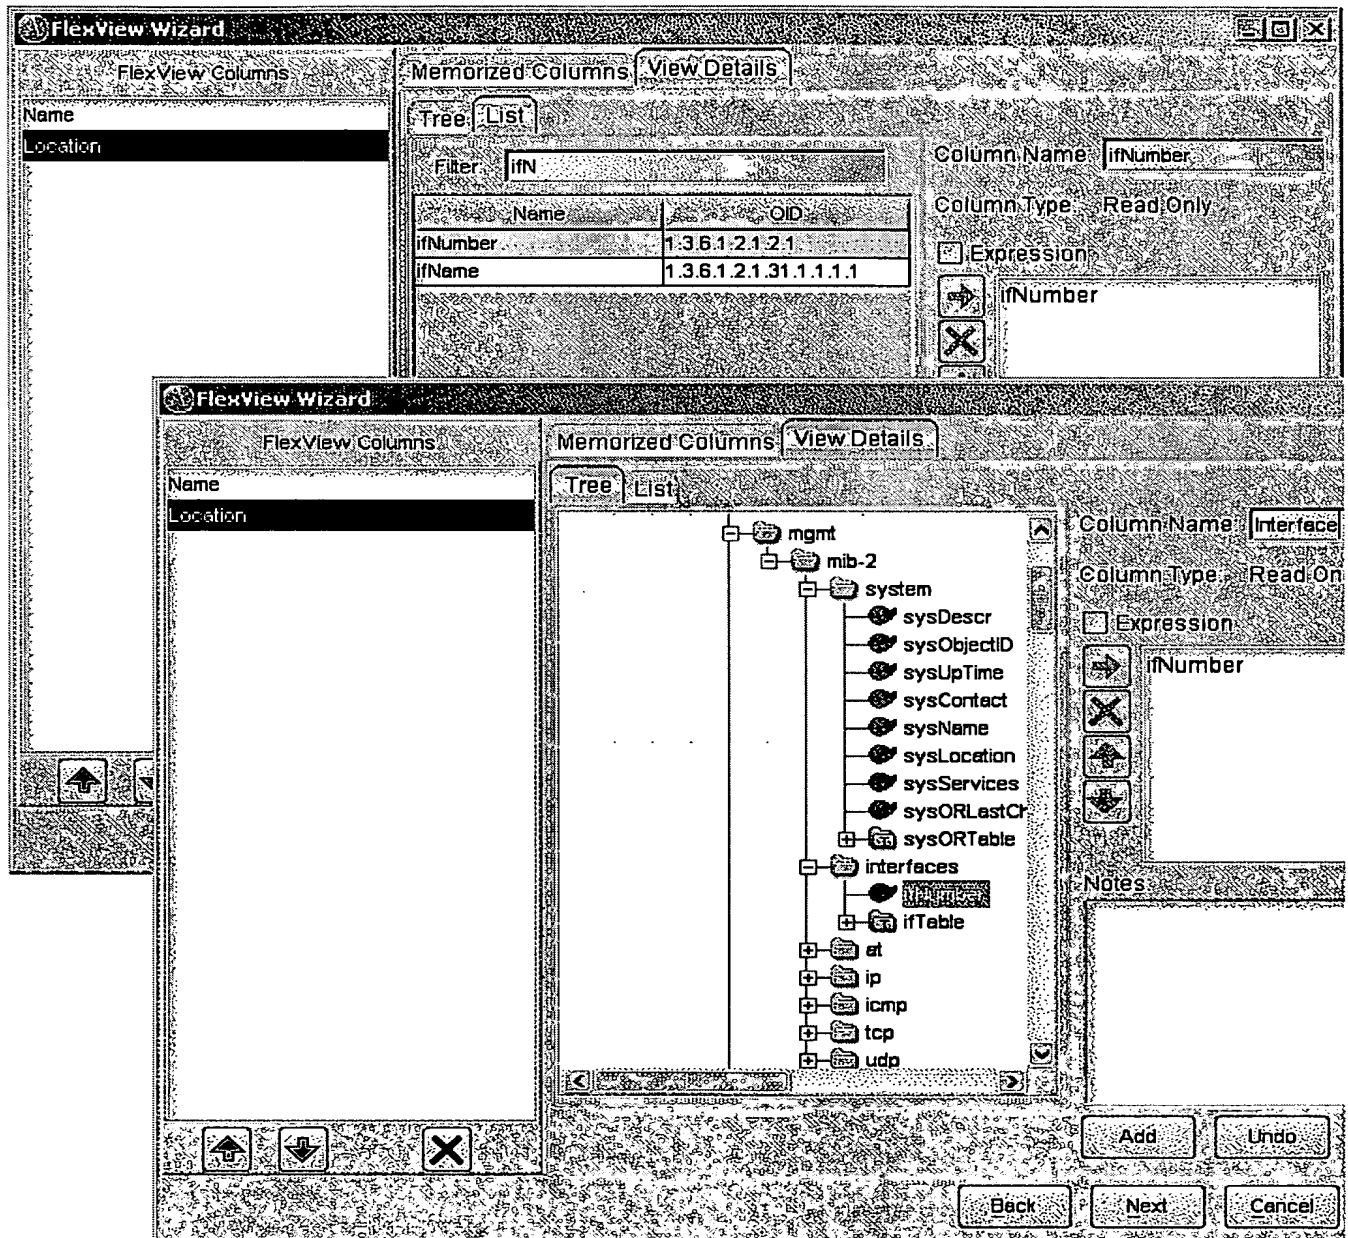 FlexView Wizard
FlexView Columns
Name
Location
Memorized Columns
View Details
Tree
List
Filter: ifN
Name OID
ifNumber 1.3.6.1.2.1.2.1
ifName 1.3.6.1.2.1.31.1.1.1.1
Column Name: ifNumber
Column Type: Read Only
Expression
ifNumber
FlexView Wizard
FlexView Columns
Name
Location
Memorized Columns
View Details
Tree
List
mgmt
mib-2
system
sysDescr
sysObjectID
sysUpTime
sysContact
sysName
sysLocation
sysServices
sysORLastCh
sysORTable
interfaces
ifTable
at
ip
icmp
tcp
udp
Column Name: Interface
Column Type: Read On
Expression
ifNumber
Notes
Add
Undo
Back
Next
Cancel